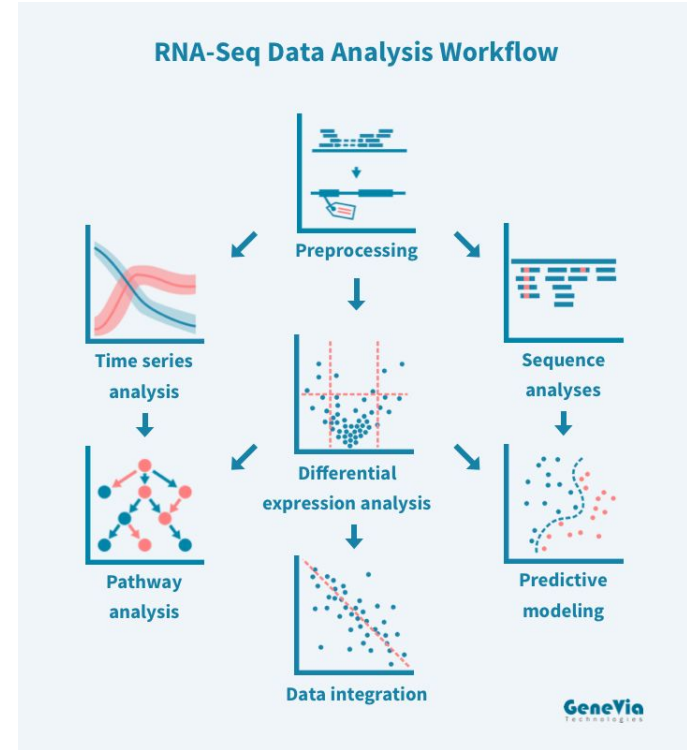 RNA-Seq Data Analysis Workflow
Preprocessing
Time series
analysis
Sequence
analyses
Differential
expression analysis
Pathway
analysis
Predictive
modeling
Data integration
GeneVia
Technologies